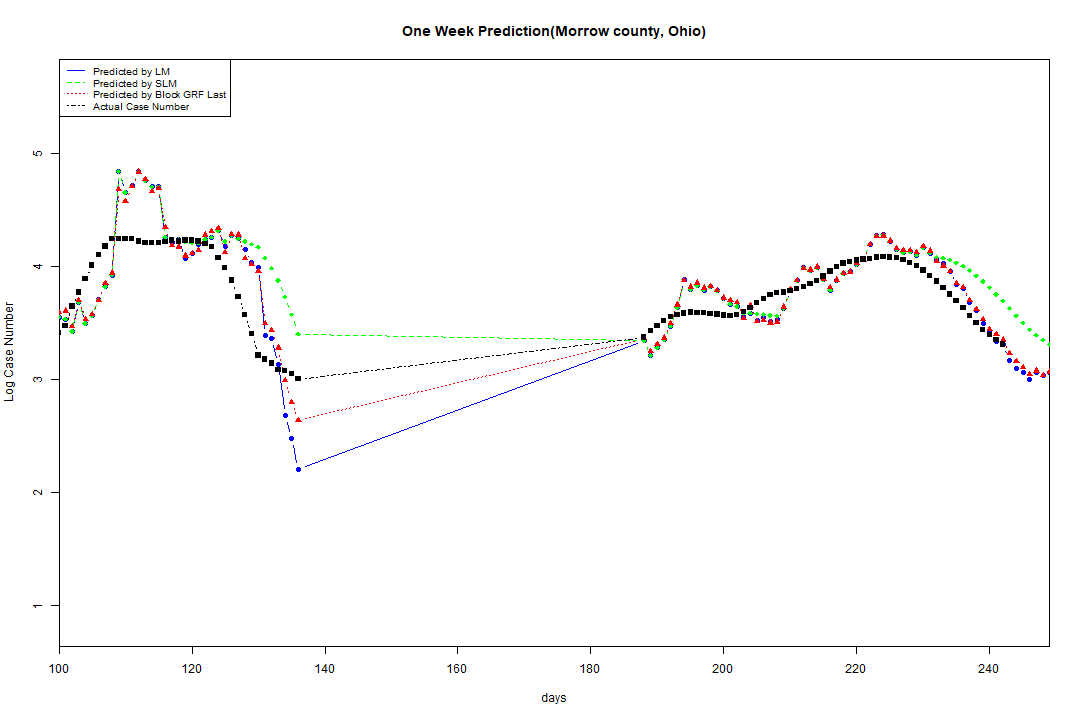 One Week Prediction(Morrow county, Ohio)
Predicted by LM
Predicted by SLM
Predicted by Block GRF Last
Actual Case Number
Log Case Number
5
4
3
2
1
100 120 140 160 180 200 220 240
days